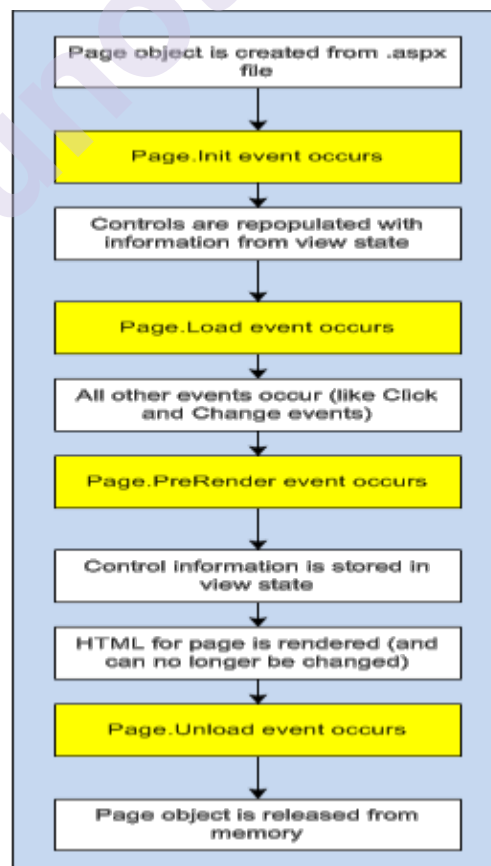 Page object is created from .aspx
file
Page.Init event occurs
Controls are repopulated with
information from view state
Page.Load event occurs
All other events occur (like Click
and Change events)
Page.PreRender event occurs
Control information is stored in
view state
HTML for page is rendered (and
can no longer be changed)
Page.Unload event occurs
Page object is released from
memory